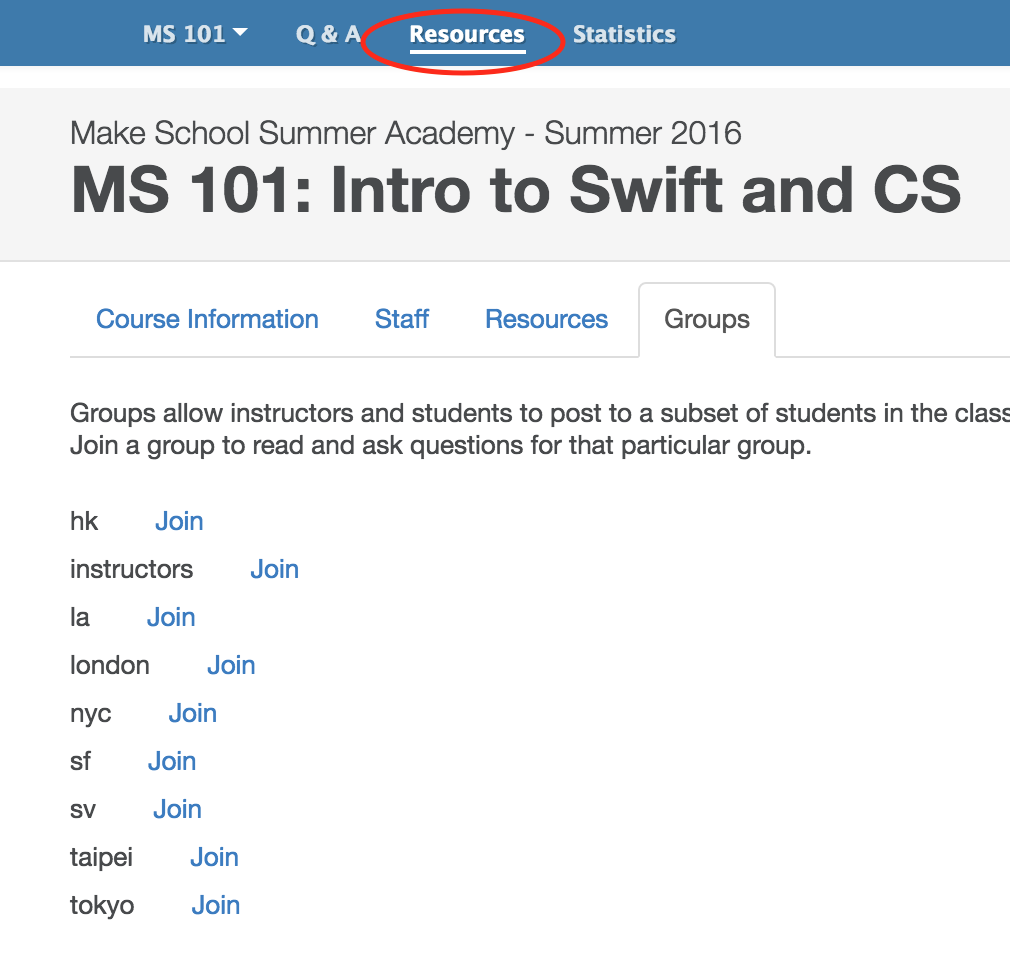 MS 101 Q & A Resources Statistics
Make School Summer Academy - Summer 2016
MS 101: Intro to Swift and CS
Course Information Staff Resources Groups
Groups allow instructors and students to post to a subset of students in the class
Join a group to read and ask questions for that particular group.
hk Join
instructors Join
la Join
london Join
nyc Join
sf Join
sv Join
taipei Join
tokyo Join